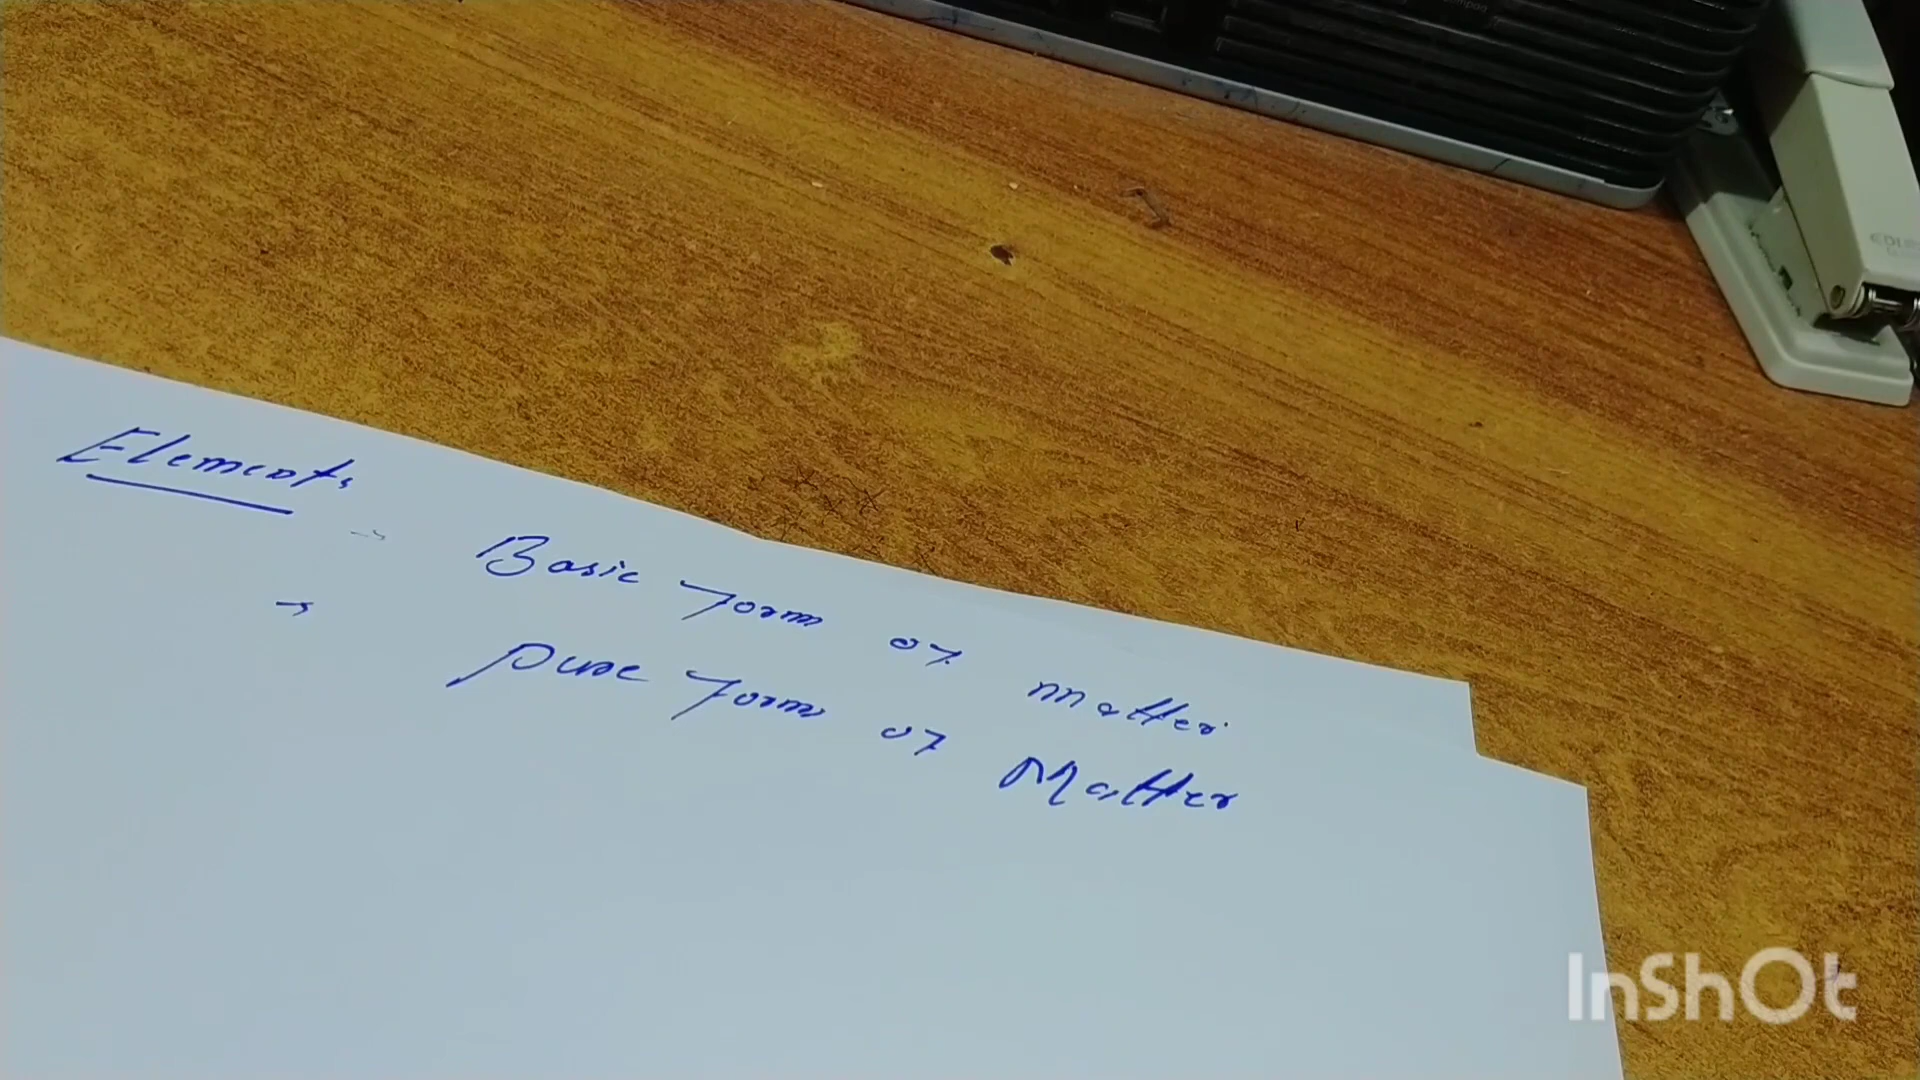 Elements
→ Basic form of matter.
→ pure form of Matter
InShOt